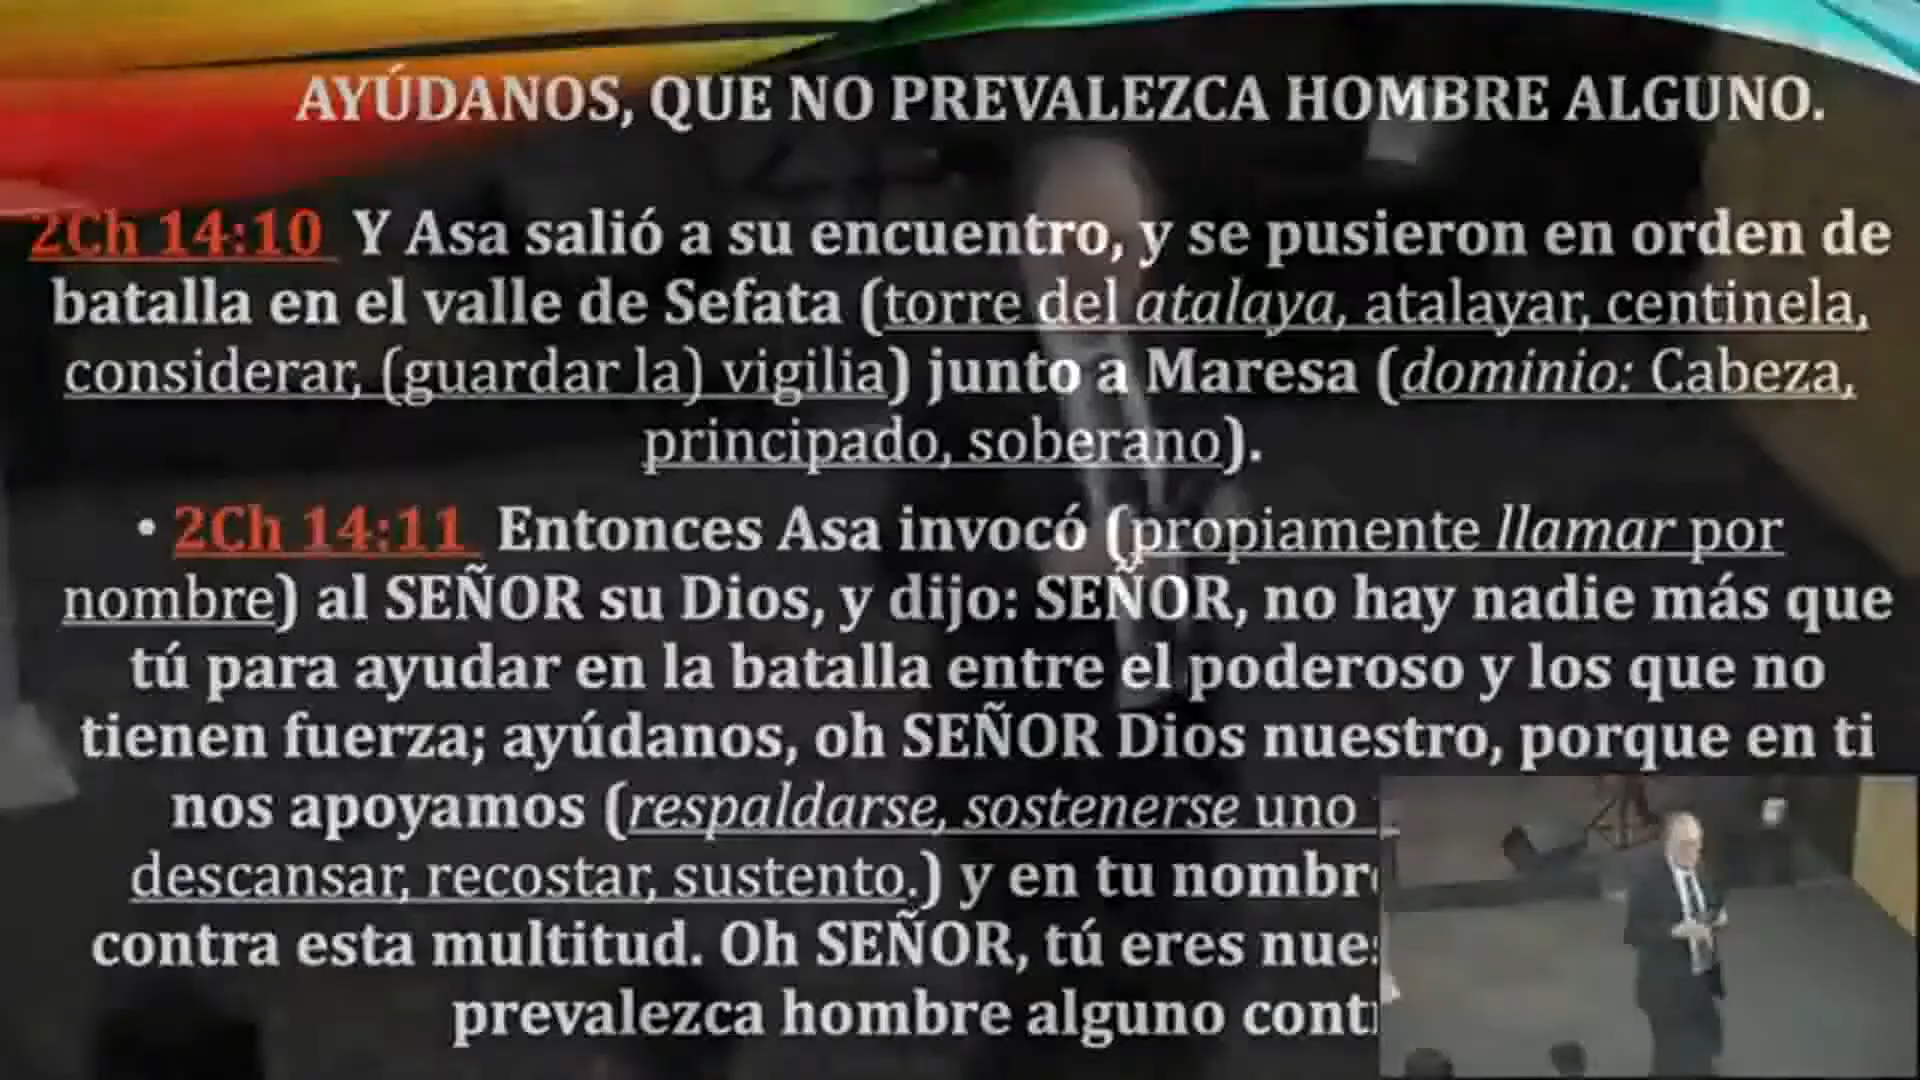 AYÚDANOS, QUE NO PREVALEZCA HOMBRE ALGUNO.
2Ch 14:10 Y Asa salió a su encuentro, y se pusieron en orden de
batalla en el valle de Sefata (torre del atalaya, atalayar, centinela,
considerar, (guardar la) vigilia) junto a Maresa (dominio: Cabeza,
principado, soberano).
• 2Ch 14:11 Entonces Asa invocó (propiamente llamar por
nombre) al SEÑOR su Dios, y dijo: SEÑOR, no hay nadie más que
tú para ayudar en la batalla entre el poderoso y los que no
tienen fuerza; ayúdanos, oh SEÑOR Dios nuestro, porque en ti
nos apoyamos (respaldarse, sostenerse uno
descansar, recostar, sustento.) y en tu
contra esta multitud. Oh SEÑOR, tú eres
prevalezca hombre alguno